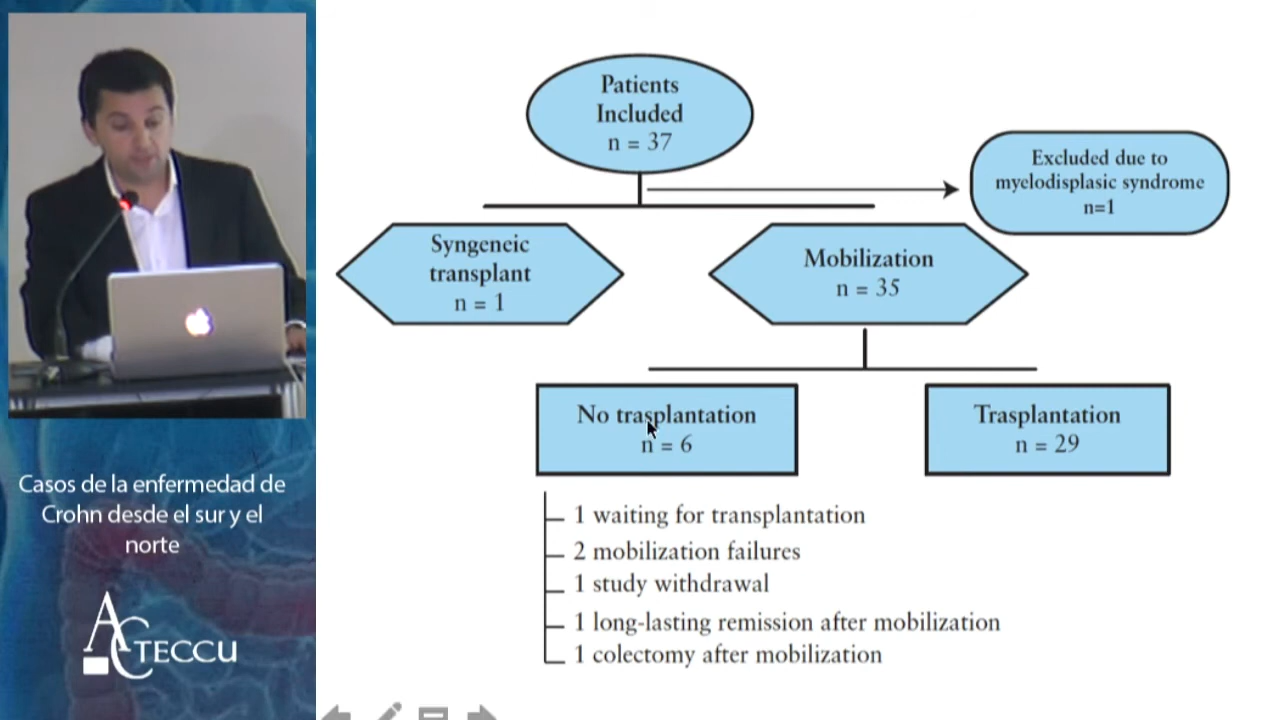 Patients
Included
n = 37
Excluded due to
myelodisplasic syndrome
n=1
Syngeneic
transplant
n = 1
Mobilization
n = 35
No trasplantation
n = 6
Trasplantation
n = 29
1 waiting for transplantation
2 mobilization failures
1 study withdrawal
1 long-lasting remission after mobilization
1 colectomy after mobilization
Casos de la enfermedad de
Crohn desde el sur y el
norte
ACTECCU